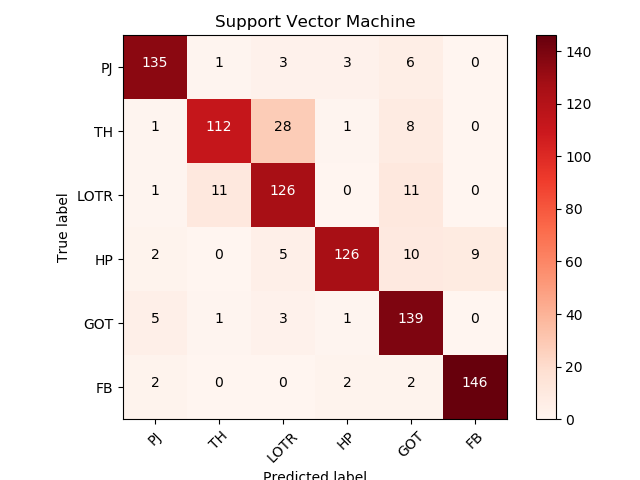 Support Vector Machine
PJ 135 1 3 3 6 0
TH 1 112 28 1 8 0
LOTR 1 11 126 0 11 0
HP 2 0 5 126 10 9
GOT 5 1 3 1 139 0
FB 2 0 0 2 2 146
True label
PJ TH LOTR HP GOT FB
Predicted label
140
120
100
80
60
40
20
0